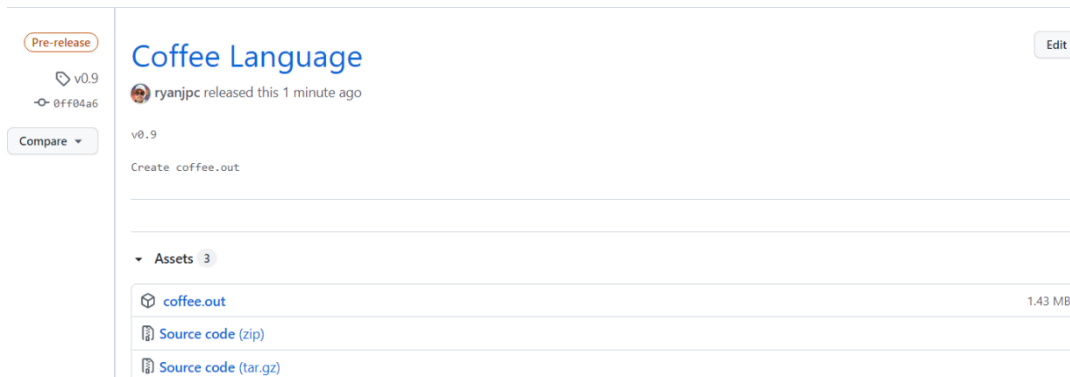 Pre-release
v0.9
0ff04a6
Compare
Coffee Language
Edit
ryanjpc released this 1 minute ago
v0.9
Create coffee.out
Assets 3
coffee.out 1.43 MB
Source code (zip)
Source code (tar.gz)